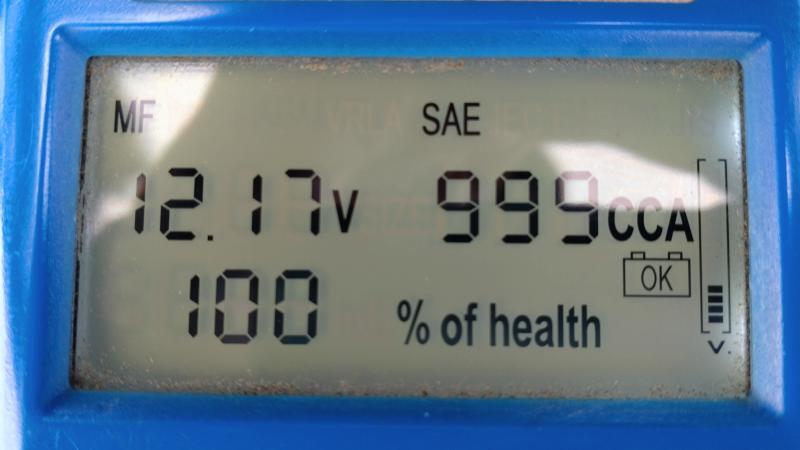 MF SAE
12.17V 999CCA
OK
100 % of health
V.